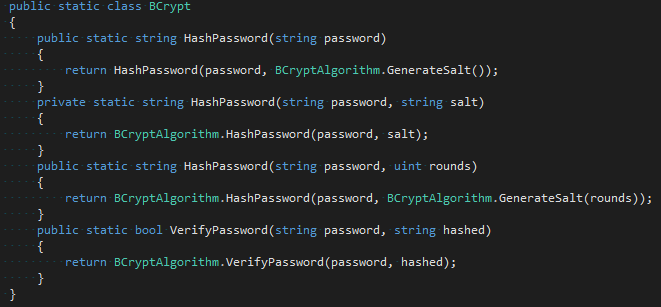 public static class BCrypt
{
    public static string HashPassword(string password)
    {
        return HashPassword(password, BCryptAlgorithm.GenerateSalt());
    }
    private static string HashPassword(string password, string salt)
    {
        return BCryptAlgorithm.HashPassword(password, salt);
    }
    public static string HashPassword(string password, uint rounds)
    {
        return BCryptAlgorithm.HashPassword(password, BCryptAlgorithm.GenerateSalt(rounds));
    }
    public static bool VerifyPassword(string password, string hashed)
    {
        return BCryptAlgorithm.VerifyPassword(password, hashed);
    }
}